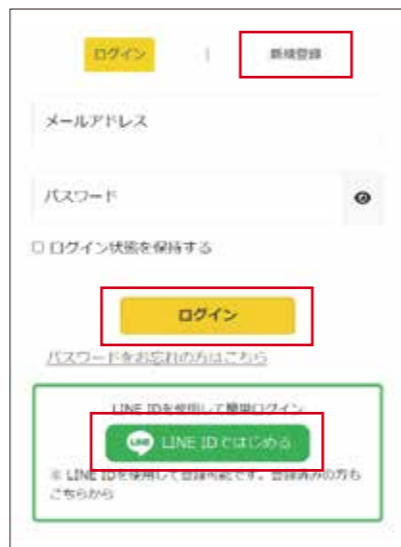 ログイン | 新規登録
メールアドレス
パスワード
ログイン状態を保持する
ログイン
パスワードをお忘れの方はこちら
LINE IDを使用して簡単ログイン
LINE LINE IDではじめる
※ LINE IDを使用して登録可能です。登録済みの方も
こちらから